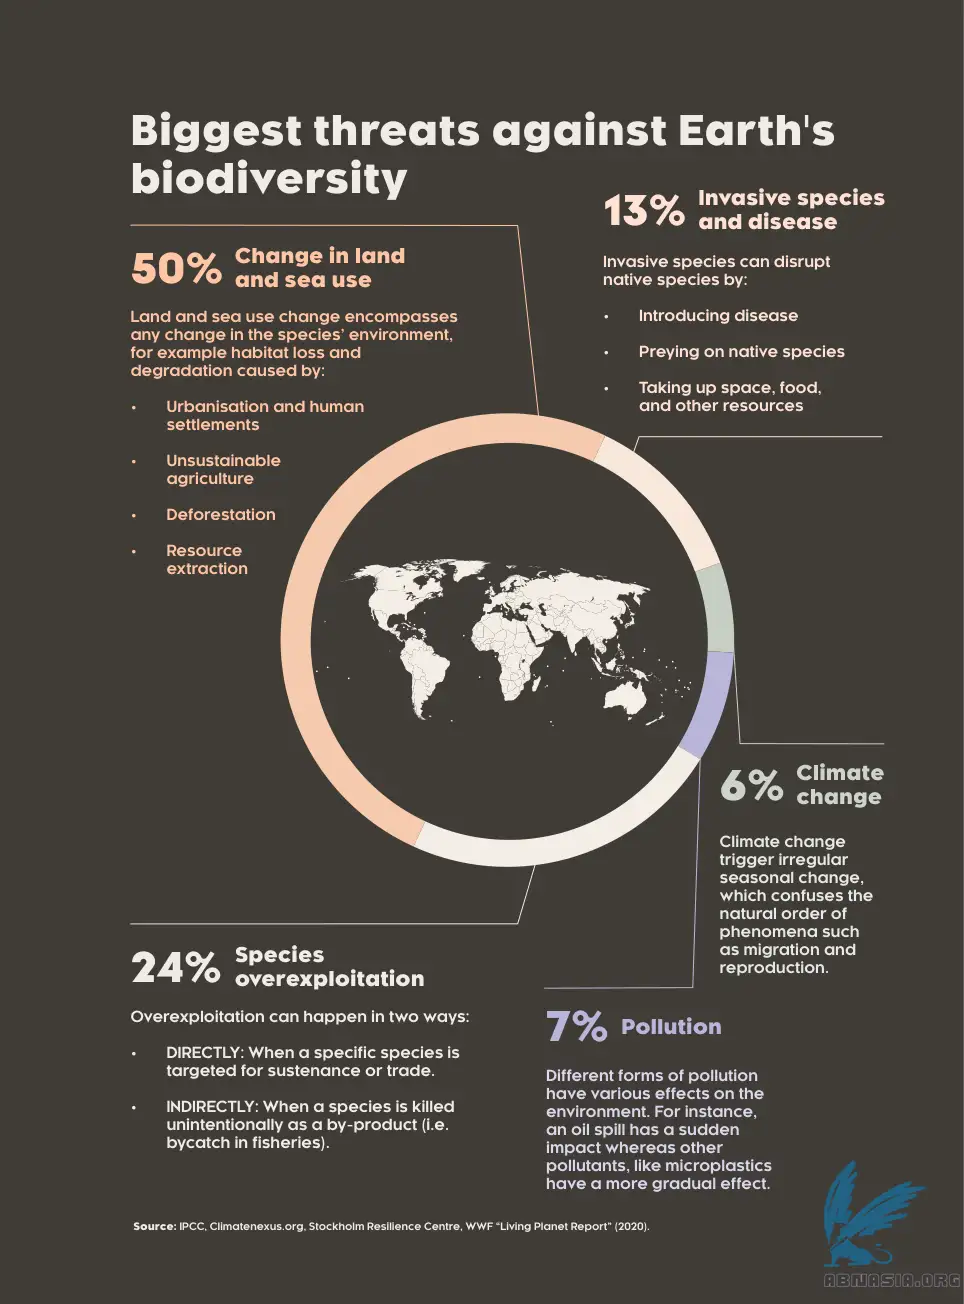 Biggest threats against Earth's
biodiversity
50%
Change in land
and sea use
Land and sea use change encompasses
any change in the species’ environment,
for example habitat loss and
degradation caused by:
• Urbanisation and human
settlements
• Unsustainable
agriculture
• Deforestation
• Resource
extraction
13%
Invasive species
and disease
Invasive species can disrupt
native species by:
• Introducing disease
• Preying on native species
• Taking up space, food,
and other resources
6%
Climate
change
Climate change
trigger irregular
seasonal change,
which confuses the
natural order of
phenomena such
as migration and
reproduction.
24%
Species
overexploitation
Overexploitation can happen in two ways:
• DIRECTLY: When a specific species is
targeted for sustenance or trade.
• INDIRECTLY: When a species is killed
unintentionally as a by-product (i.e.
bycatch in fisheries).
7%
Pollution
Different forms of pollution
have various effects on the
environment. For instance,
an oil spill has a sudden
impact whereas other
pollutants, like microplastics
have a more gradual effect.
Source: IPCC, Climatenexus.org, Stockholm Resilience Centre, WWF “Living Planet Report” (2020).
ABNASIA.ORG